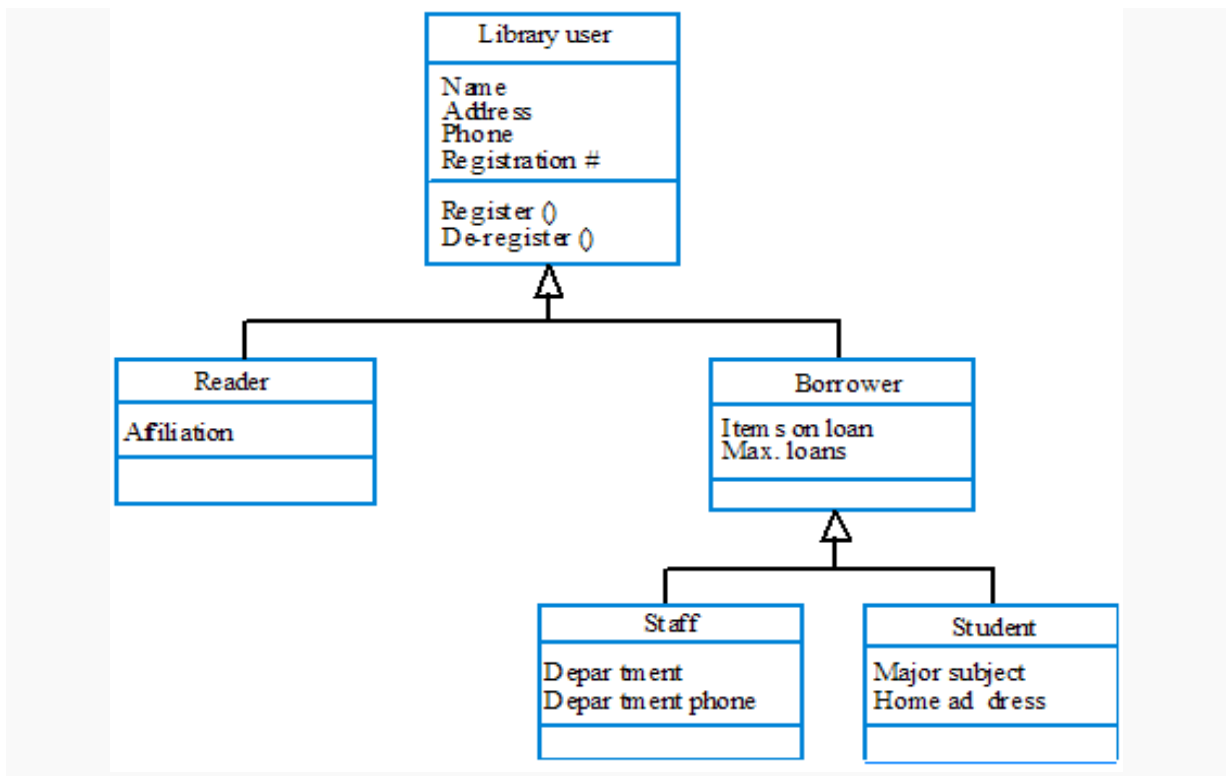 Library user
Name
Address
Phone
Registration #
Register ()
De-register ()
Reader
Affiliation
Borrower
Items on loan
Max. loans
Staff
Department
Department phone
Student
Major subject
Home address